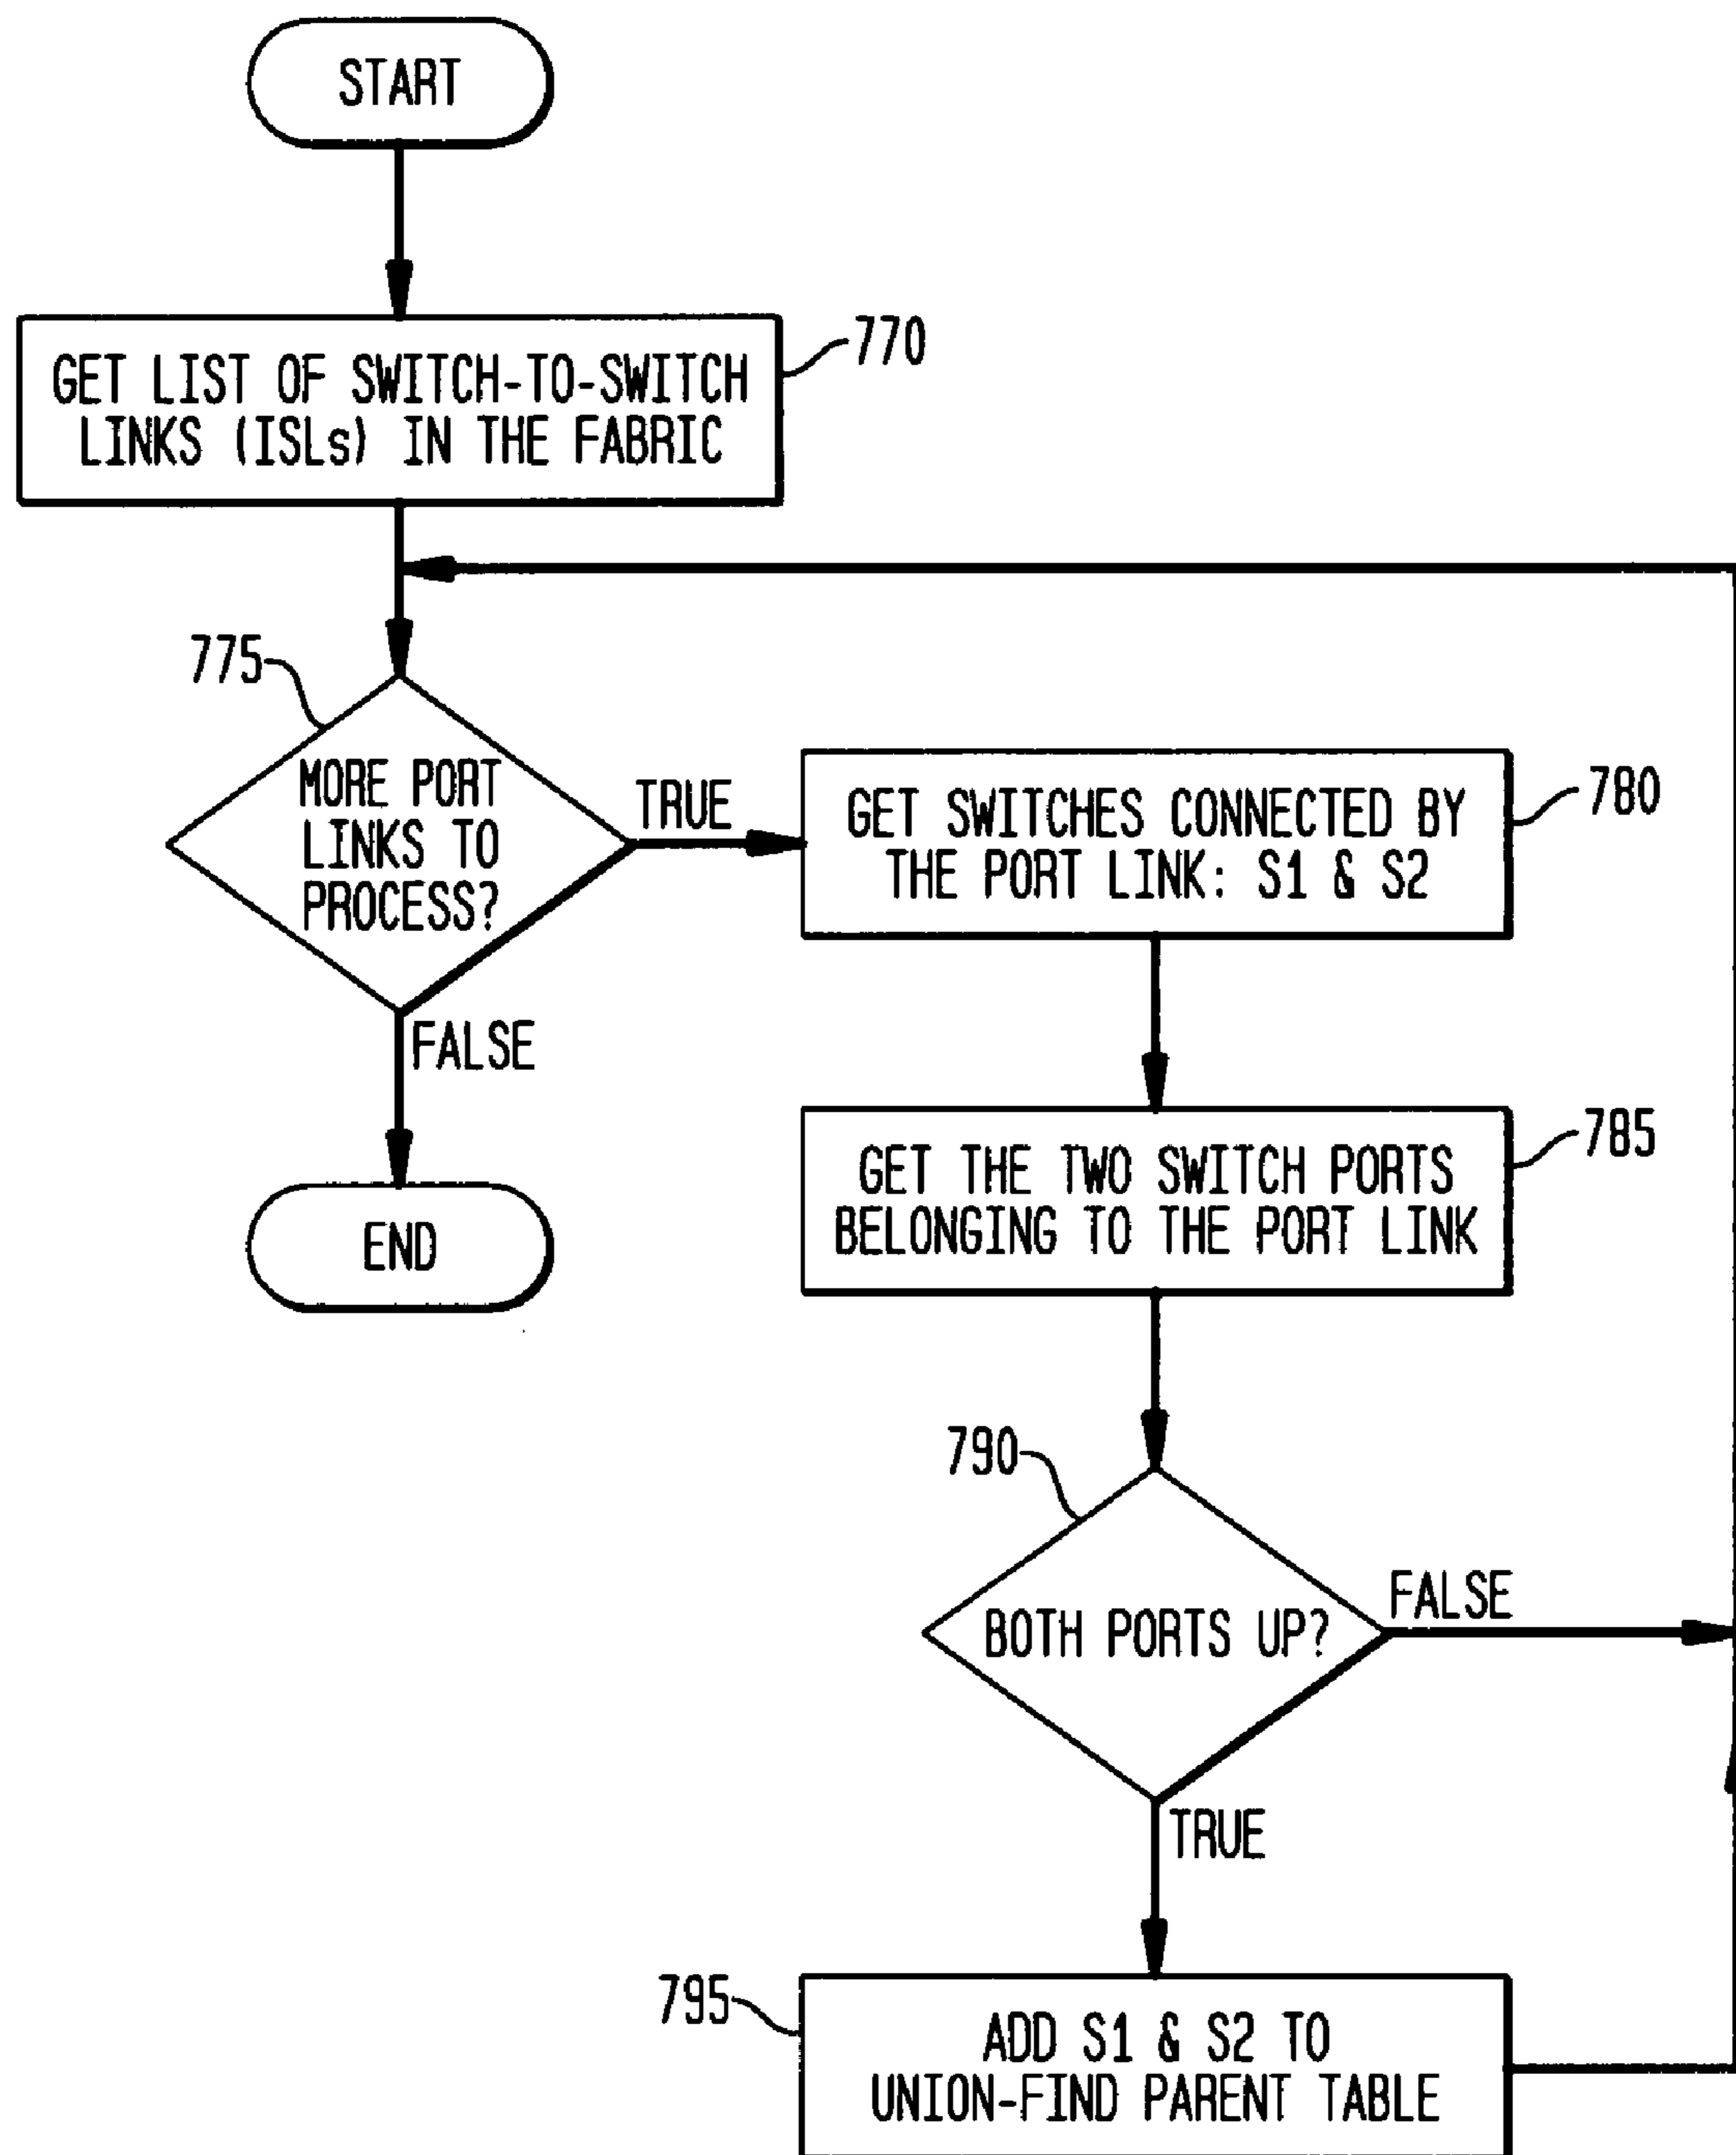 START
770
GET LIST OF SWITCH-TO-SWITCH
LINKS (ISLs) IN THE FABRIC
775
MORE PORT
LINKS TO
PROCESS?
TRUE
FALSE
END
780
GET SWITCHES CONNECTED BY
THE PORT LINK: S1 & S2
785
GET THE TWO SWITCH PORTS
BELONGING TO THE PORT LINK
790
BOTH PORTS UP?
FALSE
TRUE
795
ADD S1 & S2 TO
UNION-FIND PARENT TABLE